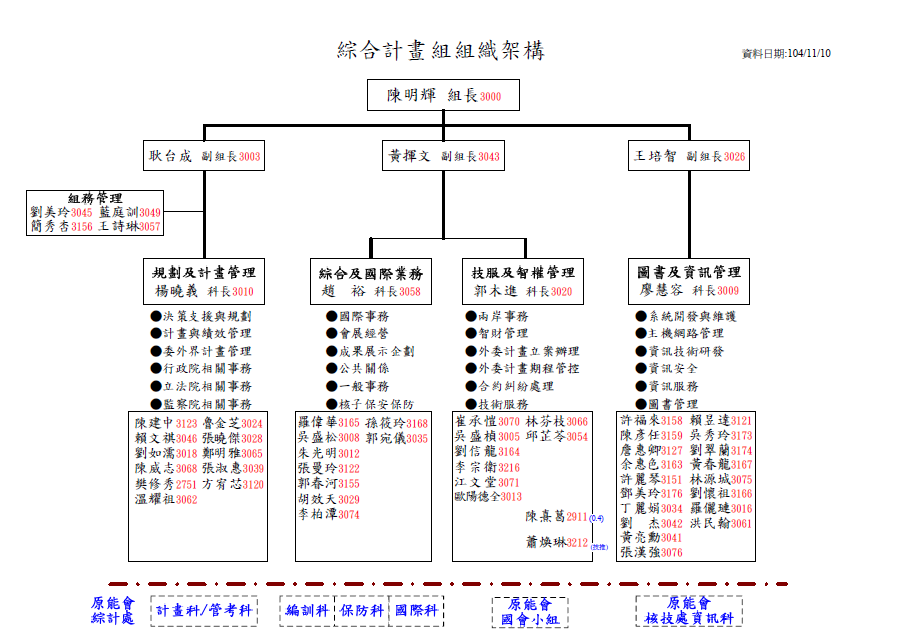 綜合計畫組組織架構
資料日期:104/11/10
陳明輝 組長3000
耿台成 副組長3003
黃揮文 副組長3043
王培智 副組長3026
組務管理
劉美玲3045 藍庭訓3049
簡秀杏3156 王詩琳3057
規劃及計畫管理
楊曉義 科長3010
●決策支援與規劃
●計畫與績效管理
●委外界計畫管理
●行政院相關事務
●立法院相關事務
●監察院相關事務
陳建中3123 魯金芝3024
賴文祺3046 張曉傑3028
劉如濡3018 鄭明雅3065
陳威志3068 張淑惠3039
樊修秀2751 方宥芯3120
溫耀祖3062
綜合及國際業務
趙 裕 科長3058
●國際事務
●會展經營
●成果展示企劃
●公共關係
●一般事務
●核子保安保防
羅偉華3165 孫筱玲3168
吳盛松3008 郭宛儀3035
朱光明3012
張曼玲3122
郭春河3155
胡效天3029
李柏潭3074
技服及智權管理
郭木進 科長3020
●兩岸事務
●智財管理
●外委計畫立案辦理
●外委計畫期程管控
●合約糾紛處理
●技術服務
崔承愷3070 林芬枝3066
吳盛楨3005 邱芷苓3054
劉信龍3164
李宗衛3216
江文堂3071
歐陽德全3013
陳熹葛2911(0.4)
蕭煥琳3212(技推)
圖書及資訊管理
廖慧容 科長3009
●系統開發與維護
●主機網路管理
●資訊技術研發
●資訊安全
●資訊服務
●圖書管理
許福來3158 賴昱達3121
陳彥任3159 吳秀玲3173
詹惠卿3127 劉翠蘭3174
余惠色3163 黃春龍3167
許麗琴3151 林源城3075
鄧美玲3176 劉懷祖3166
丁麗娟3034 羅儷璉3016
劉 杰3042 洪民翰3061
黃亮勳3041
張漢強3076
原能會
綜計處
計畫科/管考科
編訓科
保防科
國際科
原能會
國會小組
原能會
核技處資訊科